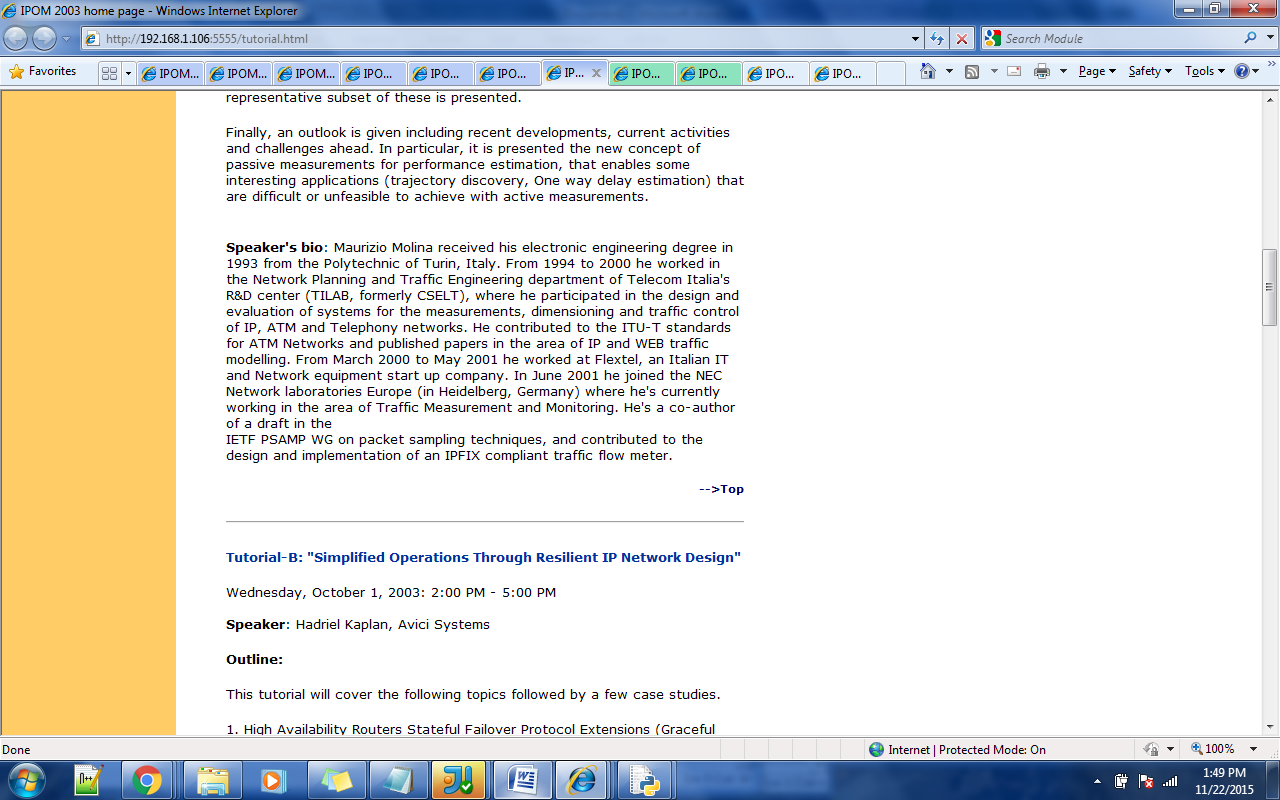 IPOM 2003 home page - Windows Internet Explorer
http://192.168.1.106:5555/tutorial.html
Search Module
Favorites
IPOM...
IPOM...
IPOM...
IPO...
IPO...
IPO...
IP...
IPO...
IPO...
IPO...
IPO...
Page
Safety
Tools
representative subset of these is presented.
Finally, an outlook is given including recent developments, current activities
and challenges ahead. In particular, it is presented the new concept of
passive measurements for performance estimation, that enables some
interesting applications (trajectory discovery, One way delay estimation) that
are difficult or unfeasible to achieve with active measurements.
Speaker's bio: Maurizio Molina received his electronic engineering degree in
1993 from the Polytechnic of Turin, Italy. From 1994 to 2000 he worked in
the Network Planning and Traffic Engineering department of Telecom Italia's
R&D center (TILAB, formerly CSELT), where he participated in the design and
evaluation of systems for the measurements, dimensioning and traffic control
of IP, ATM and Telephony networks. He contributed to the ITU-T standards
for ATM Networks and published papers in the area of IP and WEB traffic
modelling. From March 2000 to May 2001 he worked at Flextel, an Italian IT
and Network equipment start up company. In June 2001 he joined the NEC
Network laboratories Europe (in Heidelberg, Germany) where he's currently
working in the area of Traffic Measurement and Monitoring. He's a co-author
of a draft in the
IETF PSAMP WG on packet sampling techniques, and contributed to the
design and implementation of an IPFIX compliant traffic flow meter.
-->Top
Tutorial-B: "Simplified Operations Through Resilient IP Network Design"
Wednesday, October 1, 2003: 2:00 PM - 5:00 PM
Speaker: Hadriel Kaplan, Avici Systems
Outline:
This tutorial will cover the following topics followed by a few case studies.
1. High Availability Routers Stateful Failover Protocol Extensions (Graceful
Done
Internet | Protected Mode: On
100%
1:49 PM
11/22/2015